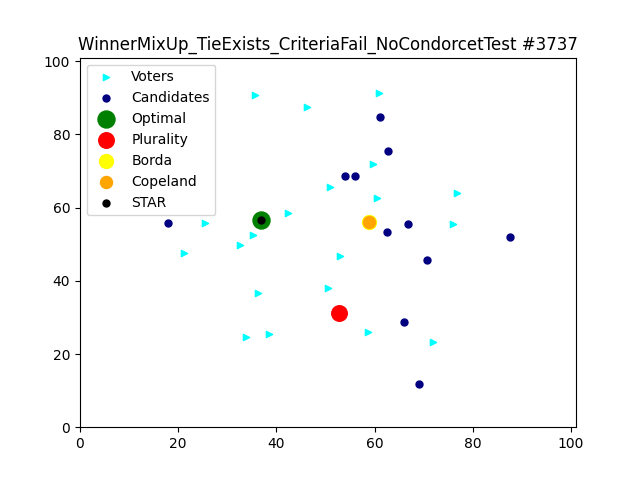 WinnerMixUp_TieExists_CriteriaFail_NoCondorcetTest #3737
100
80
60
40
20
0
Voters
Candidates
Optimal
Plurality
Borda
Copeland
STAR
0 20 40 60 80 100